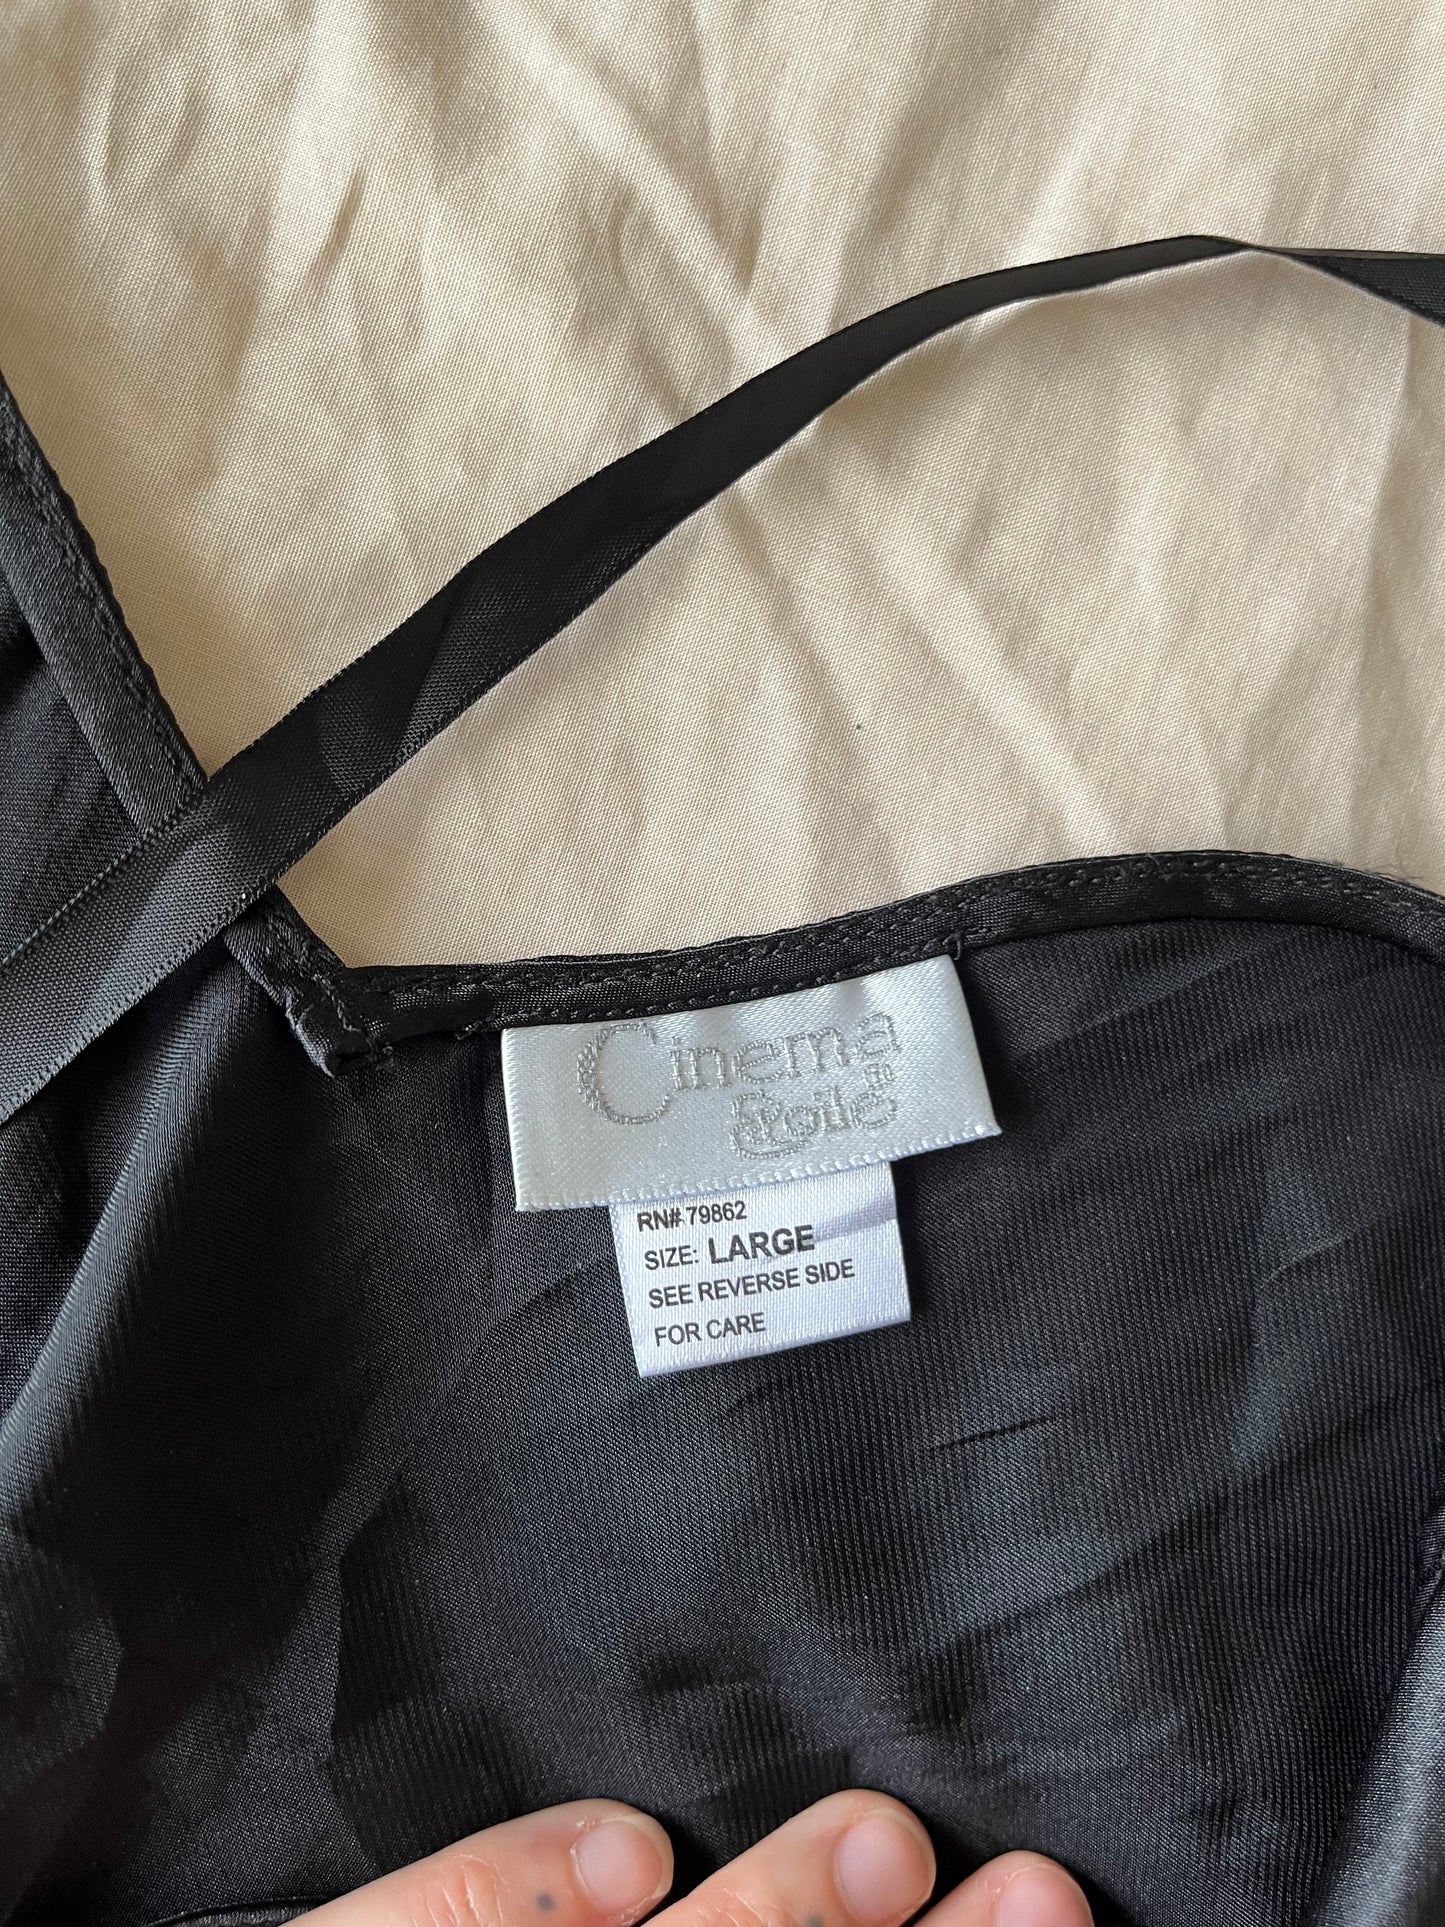 Cinema
Etoile
RN# 79862
SIZE: LARGE
SEE REVERSE SIDE
FOR CARE